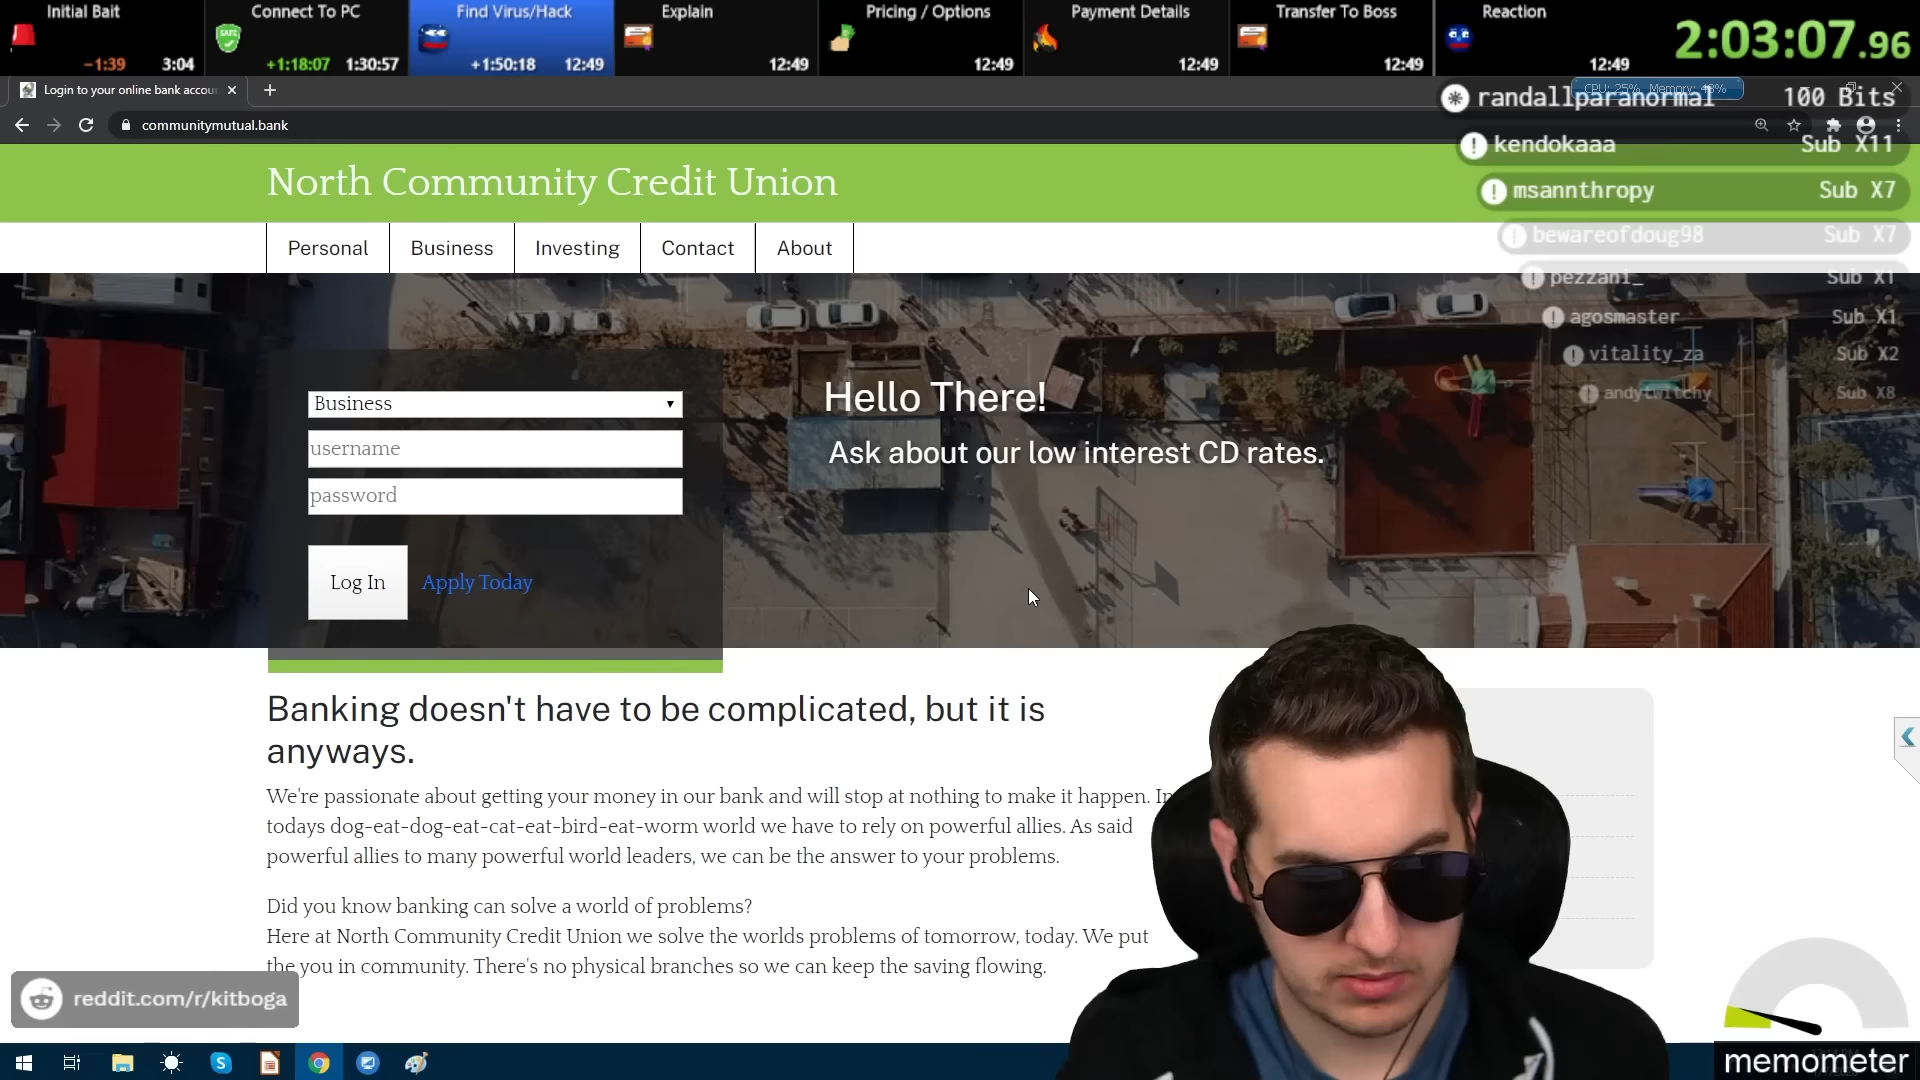 Initial Bait
-1:39 3:04
Connect To PC
SAFE
+1:18:07 1:30:57
Find Virus/Hack
+1:50:18 12:49
Explain
12:49
Pricing / Options
12:49
Payment Details
12:49
Transfer To Boss
12:49
Reaction
12:49
2:03:07.96
Login to your online bank accou
CPU: 25% Memory:
randallparanormal 100 Bits
communitymutual.bank
kendokaaa Sub X11
msannthropy Sub X7
bewareofdoug98 Sub X7
pezzani_ Sub X1
agosmaster Sub X1
vitality_za Sub X2
andytwitchy Sub X8
North Community Credit Union
Personal Business Investing Contact About
Business
username
password
Log In Apply Today
Hello There!
Ask about our low interest CD rates.
Banking doesn't have to be complicated, but it is
anyways.
We're passionate about getting your money in our bank and will stop at nothing to make it happen. In
todays dog-eat-dog-eat-cat-eat-bird-eat-worm world we have to rely on powerful allies. As said
powerful allies to many powerful world leaders, we can be the answer to your problems.
Did you know banking can solve a world of problems?
Here at North Community Credit Union we solve the worlds problems of tomorrow, today. We put
the you in community. There's no physical branches so we can keep the saving flowing.
reddit.com/r/kitboga
memometer